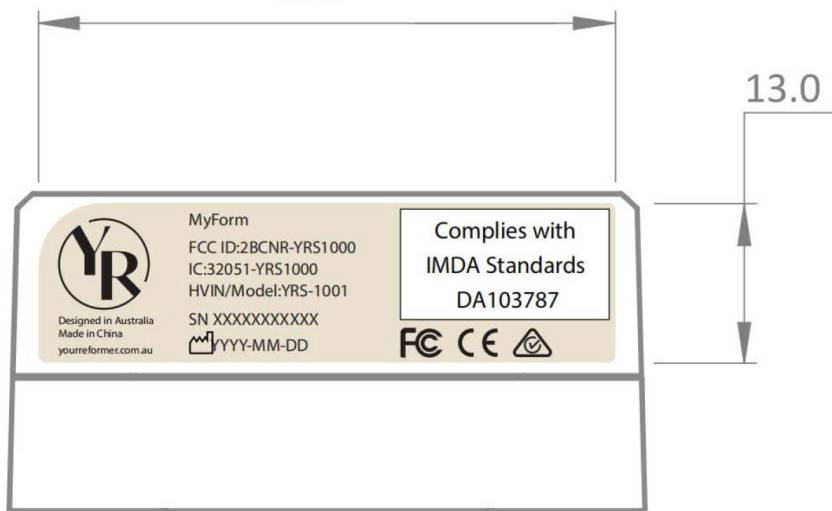 13.0
YR
Designed in Australia
Made in China
yourreformer.com.au
MyForm
FCC ID:2BCNR-YRS1000
IC:32051-YRS1000
HVIN/Model:YRS-1001
SN XXXXXXXXXXX
YYYY-MM-DD
Complies with
IMDA Standards
DA103787
FC CE